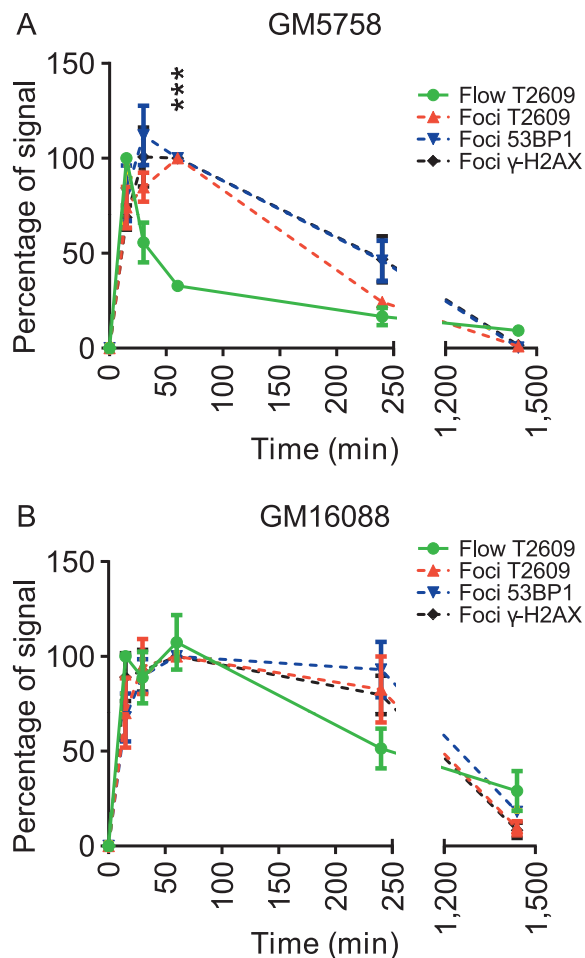 A
GM5758
Percentage of signal
150
100
50
0
***
Flow T2609
Foci T2609
Foci 53BP1
Foci γ-H2AX
0
50
100
150
200
250
1,200
1,500
Time (min)
B
GM16088
Percentage of signal
150
100
50
0
Flow T2609
Foci T2609
Foci 53BP1
Foci γ-H2AX
0
50
100
150
200
250
1,200
1,500
Time (min)